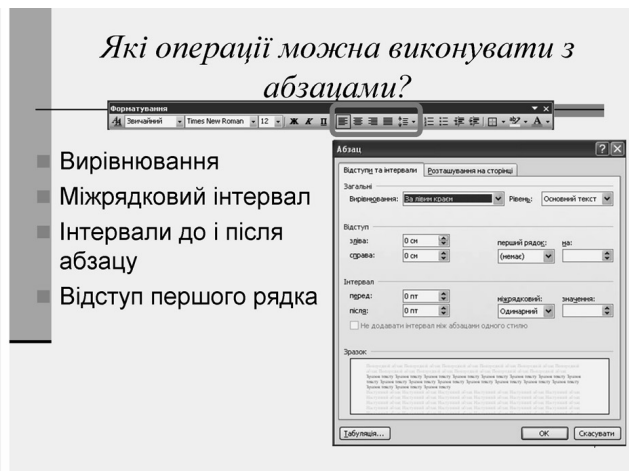 Які операції можна виконувати з
абзацами?
Форматування
Звичайний Times New Roman 12 Ж К П
Вирівнювання
Міжрядковий інтервал
Інтервали до і після
абзацу
Відступ першого рядка
Абзац
Відступи та інтервали Розташування на сторінці
Загальні
Вирівнювання: За лівим краєм Рівень: Основний текст
Відступ
зліва: 0 см перший рядок: на:
справа: 0 см (немає)
Інтервал
перед: 0 пт міжрядковий: значення:
після: 0 пт Одинарний
Не додавати інтервал між абзацами одного стилю
Зразок
Табуляція... ОК Скасувати